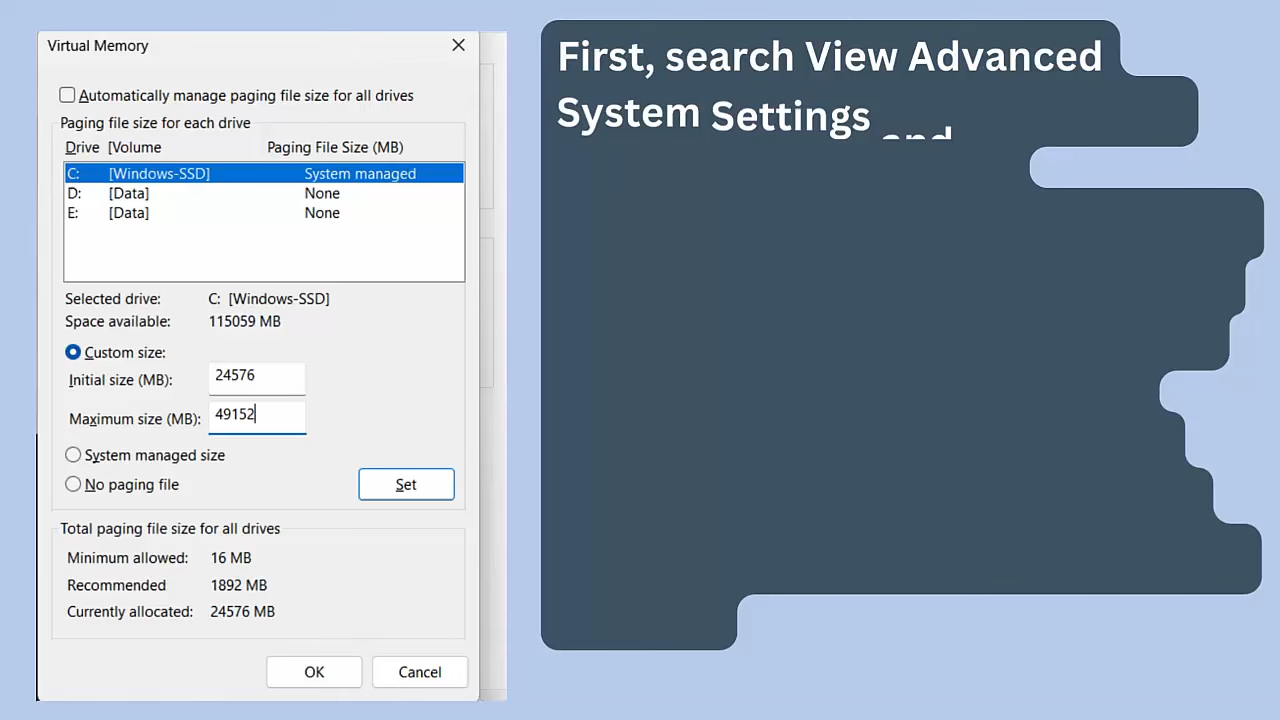 Virtual Memory
Automatically manage paging file size for all drives
Paging file size for each drive
Drive [Volume Paging File Size (MB)
C: [Windows-SSD] System managed
D: [Data] None
E: [Data] None
Selected drive: C: [Windows-SSD]
Space available: 115059 MB
Custom size:
Initial size (MB): 24576
Maximum size (MB): 49152
System managed size
No paging file Set
Total paging file size for all drives
Minimum allowed: 16 MB
Recommended 1892 MB
Currently allocated: 24576 MB
OK Cancel
First, search View Advanced
System Settings and